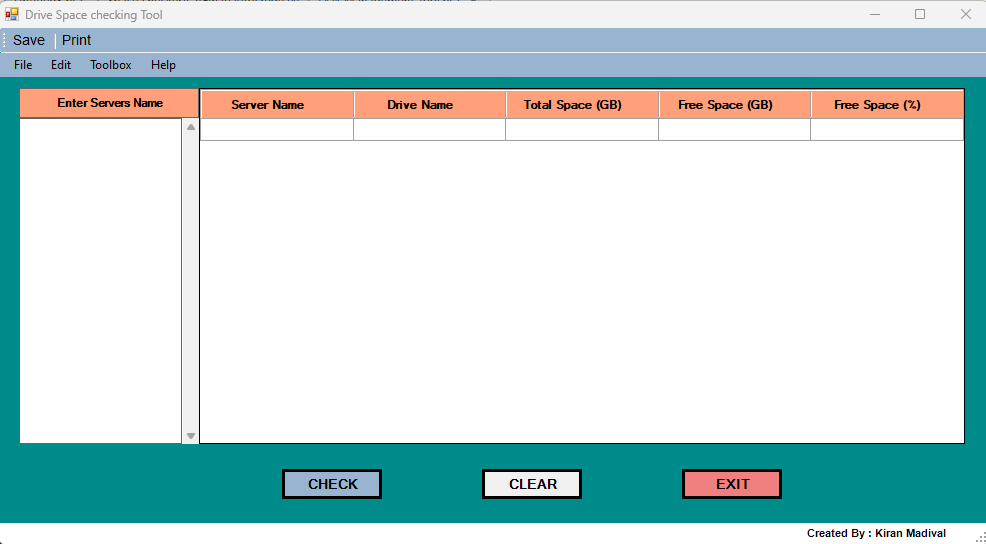 Drive Space checking Tool
Save Print
File Edit Toolbox Help
Enter Servers Name Server Name Drive Name Total Space (GB) Free Space (GB) Free Space (%)
CHECK CLEAR EXIT
Created By : Kiran Madival